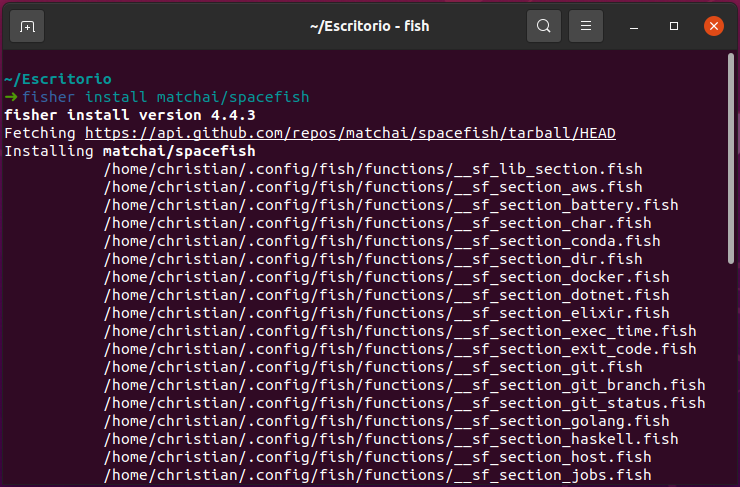 ~/Escritorio - fish
~/Escritorio
➜ fisher install matchai/spacefish
fisher install version 4.4.3
Fetching https://api.github.com/repos/matchai/spacefish/tarball/HEAD
Installing matchai/spacefish
/home/christian/.config/fish/functions/__sf_lib_section.fish
/home/christian/.config/fish/functions/__sf_section_aws.fish
/home/christian/.config/fish/functions/__sf_section_battery.fish
/home/christian/.config/fish/functions/__sf_section_char.fish
/home/christian/.config/fish/functions/__sf_section_conda.fish
/home/christian/.config/fish/functions/__sf_section_dir.fish
/home/christian/.config/fish/functions/__sf_section_docker.fish
/home/christian/.config/fish/functions/__sf_section_dotnet.fish
/home/christian/.config/fish/functions/__sf_section_elixir.fish
/home/christian/.config/fish/functions/__sf_section_exec_time.fish
/home/christian/.config/fish/functions/__sf_section_exit_code.fish
/home/christian/.config/fish/functions/__sf_section_git.fish
/home/christian/.config/fish/functions/__sf_section_git_branch.fish
/home/christian/.config/fish/functions/__sf_section_git_status.fish
/home/christian/.config/fish/functions/__sf_section_golang.fish
/home/christian/.config/fish/functions/__sf_section_haskell.fish
/home/christian/.config/fish/functions/__sf_section_host.fish
/home/christian/.config/fish/functions/__sf_section_jobs.fish